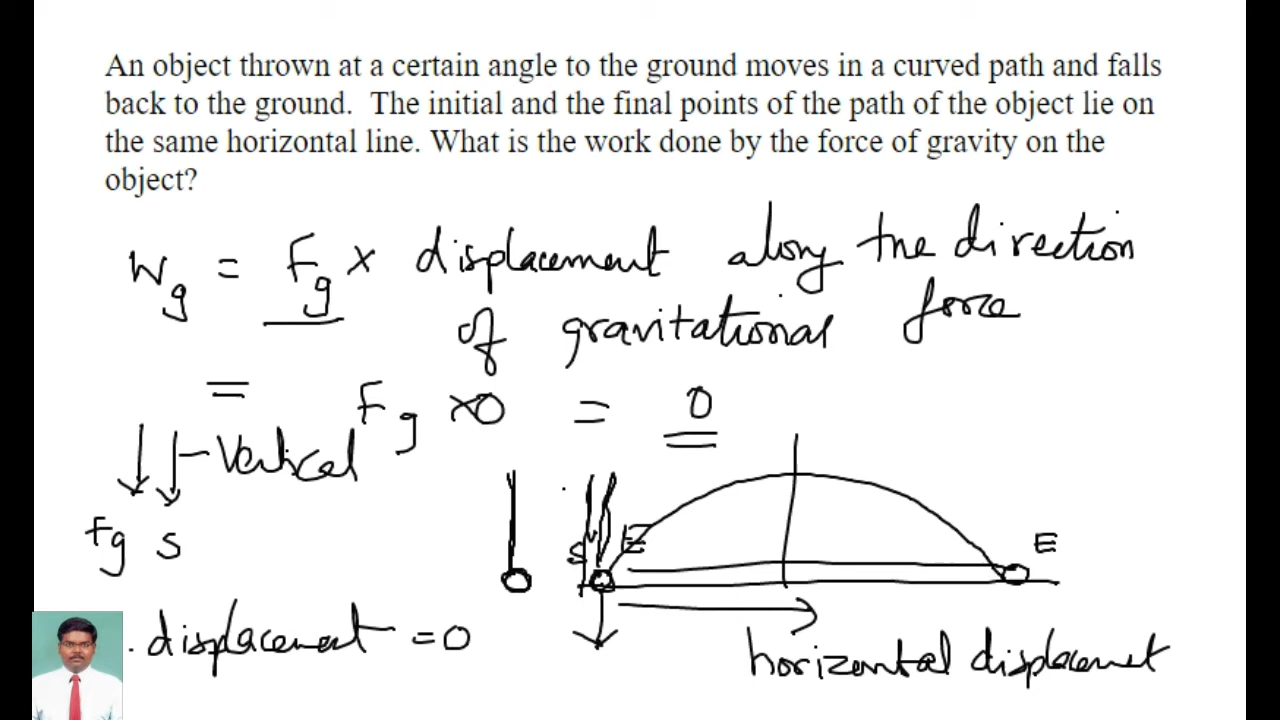 An object thrown at a certain angle to the ground moves in a curved path and falls
back to the ground. The initial and the final points of the path of the object lie on
the same horizontal line. What is the work done by the force of gravity on the
object?
Wg = Fg × displacement along the direction
of gravitational force
= Fg ×0 = 0
Vertical
Fg S
S E E
displacement = 0
horizontal displacemet